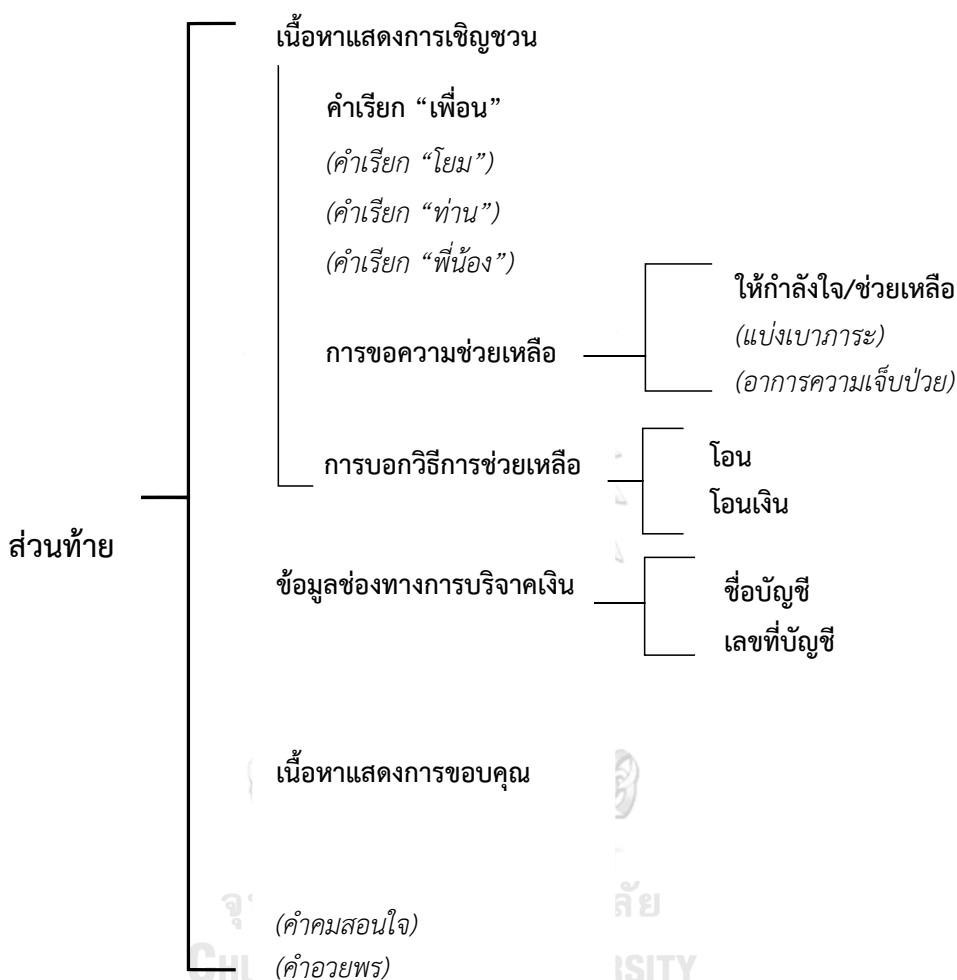 เนื้อหาแสดงการเชิญชวน
คำเรียก “เพื่อน”
(คำเรียก “โยม”)
(คำเรียก “ท่าน”)
(คำเรียก “พี่น้อง”)
การขอความช่วยเหลือ
ให้กำลังใจ/ช่วยเหลือ
(แบ่งเบาภาระ)
(อาการความเจ็บป่วย)
การบอกวิธีการช่วยเหลือ
โอน
โอนเงิน
ส่วนท้าย
ข้อมูลช่องทางการบริจาคเงิน
ชื่อบัญชี
เลขที่บัญชี
เนื้อหาแสดงการขอบคุณ
(คำคมสอนใจ)
(คำอวยพร)